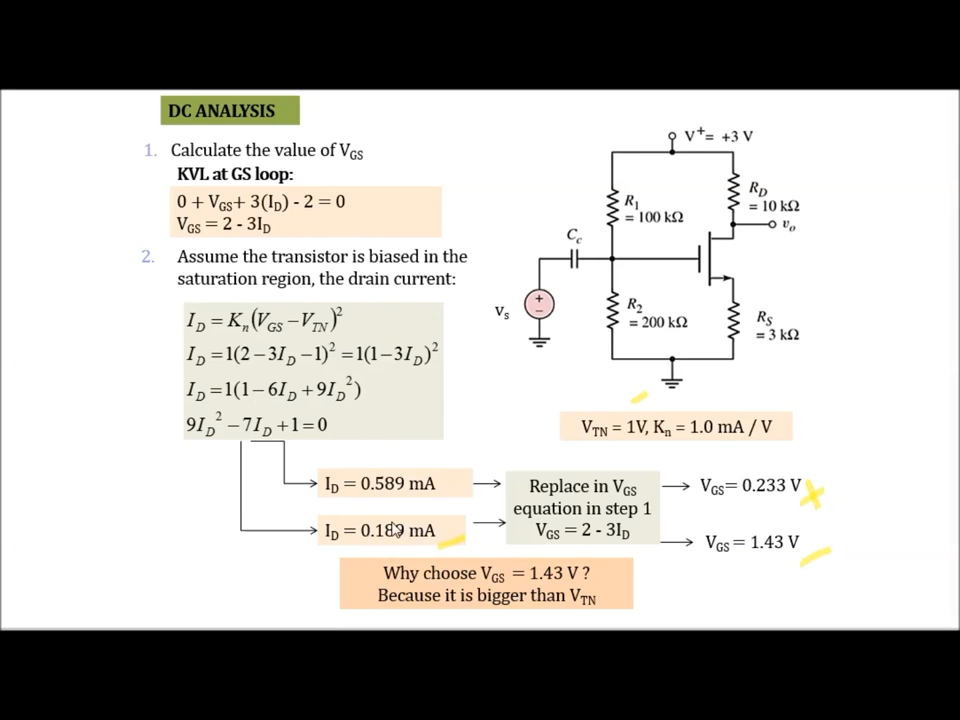 DC ANALYSIS
1. Calculate the value of VGS
KVL at GS loop:
0 + VGS+ 3(ID) - 2 = 0
VGS = 2 - 3ID
2. Assume the transistor is biased in the
saturation region, the drain current:
ID = Kn(VGS − VTN)²
ID = 1(2 − 3ID − 1)² = 1(1 − 3ID)²
ID = 1(1 − 6ID + 9ID²)
9ID² − 7ID + 1 = 0
V+= +3 V
RD
= 10 kΩ
R1
= 100 kΩ
vo
Cc
vs
+
−
R2
= 200 kΩ
RS
= 3 kΩ
VTN = 1V, Kn = 1.0 mA / V
ID = 0.589 mA
ID = 0.189 mA
Replace in VGS
equation in step 1
VGS = 2 - 3ID
VGS= 0.233 V
VGS = 1.43 V
Why choose VGS = 1.43 V ?
Because it is bigger than VTN